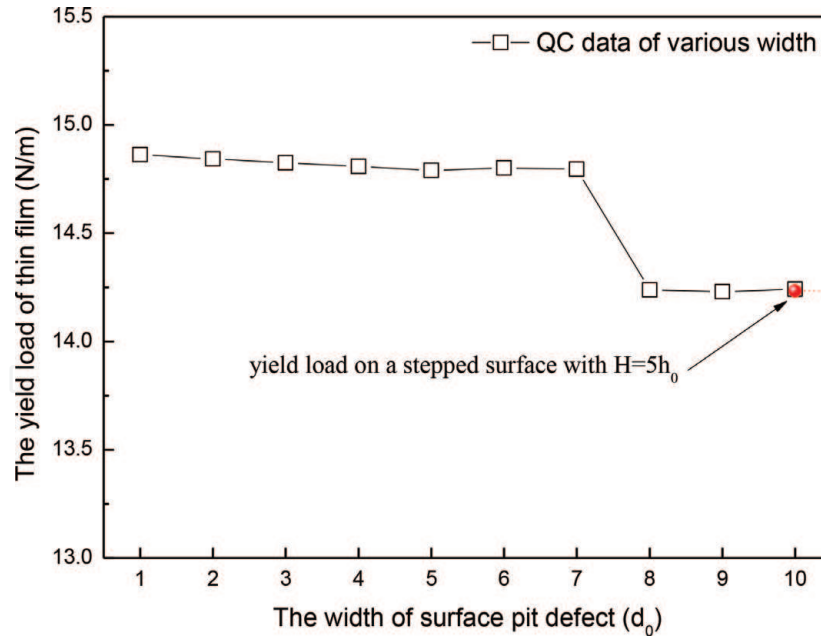 QC data of various width
The yield load of thin film (N/m)
15.5
15.0
14.5
14.0
13.5
13.0
yield load on a stepped surface with H=5h₀
1 2 3 4 5 6 7 8 9 10
The width of surface pit defect (d₀)